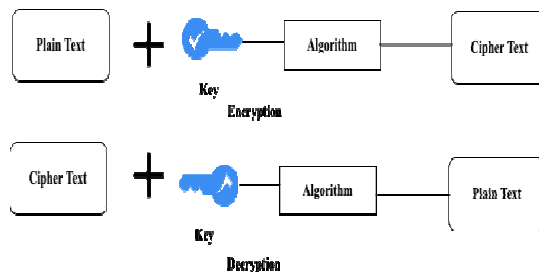 Plain Text
Algorithm
Cipher Text
Key
Encryption
Cipher Text
Algorithm
Plain Text
Key
Decryption